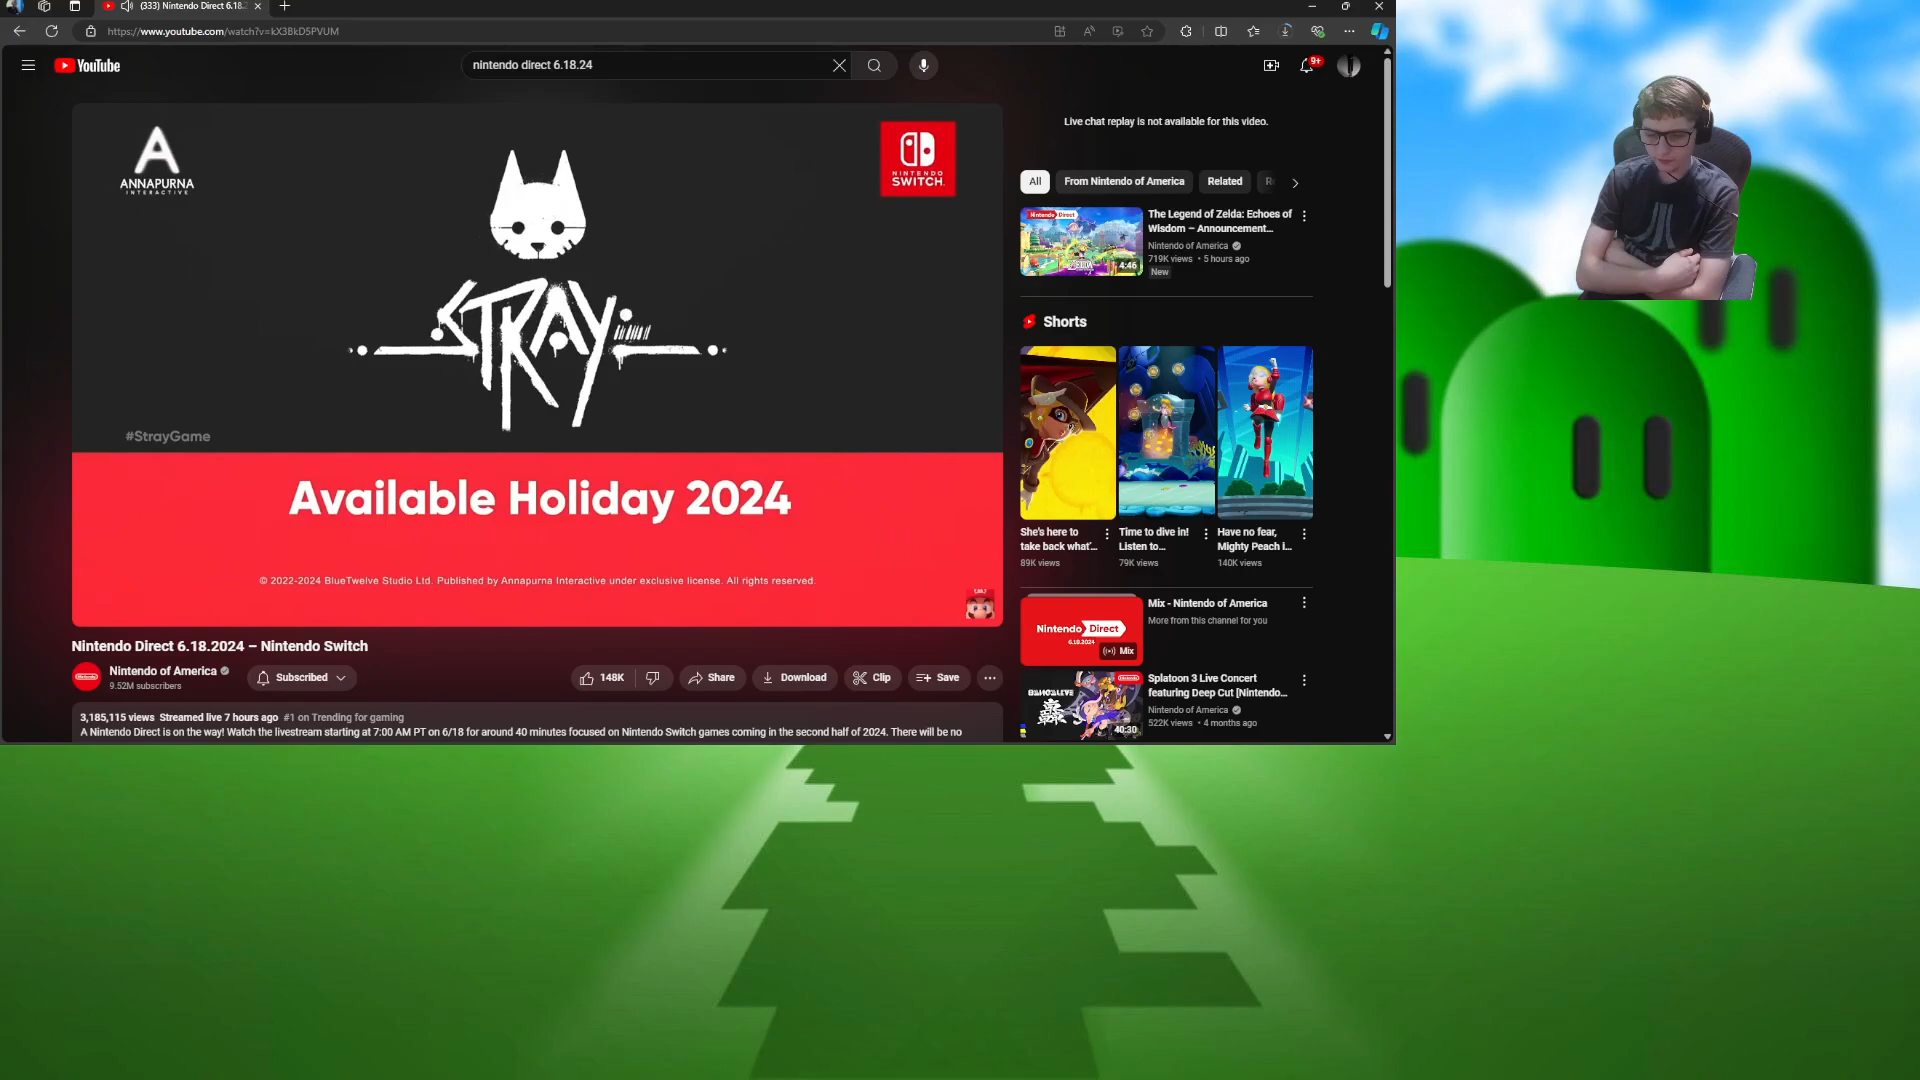 (333) Nintendo Direct 6.18.2
https://www.youtube.com/watch?v=kX3BkD5PVUM
YouTube
nintendo direct 6.18.24
9+
ANNAPURNA
INTERACTIVE
NINTENDO
SWITCH
STRAY
#StrayGame
Available Holiday 2024
© 2022-2024 BlueTwelve Studio Ltd. Published by Annapurna Interactive under exclusive license. All rights reserved.
Nintendo Direct 6.18.2024 – Nintendo Switch
Nintendo of America
9.52M subscribers
Subscribed
148K
Share
Download
Clip
Save
3,185,115 views Streamed live 7 hours ago #1 on Trending for gaming
A Nintendo Direct is on the way! Watch the livestream starting at 7:00 AM PT on 6/18 for around 40 minutes focused on Nintendo Switch games coming in the second half of 2024. There will be no
Live chat replay is not available for this video.
All
From Nintendo of America
Related
Nintendo Direct
ZELDA
4:46
The Legend of Zelda: Echoes of
Wisdom – Announcement...
Nintendo of America
719K views • 5 hours ago
New
Shorts
She's here to
take back what'...
89K views
Time to dive in!
Listen to...
79K views
Have no fear,
Mighty Peach i...
140K views
Nintendo Direct
6.18.2024
Mix
Mix - Nintendo of America
More from this channel for you
40:30
Splatoon 3 Live Concert
featuring Deep Cut [Nintendo...
Nintendo of America
522K views • 4 months ago